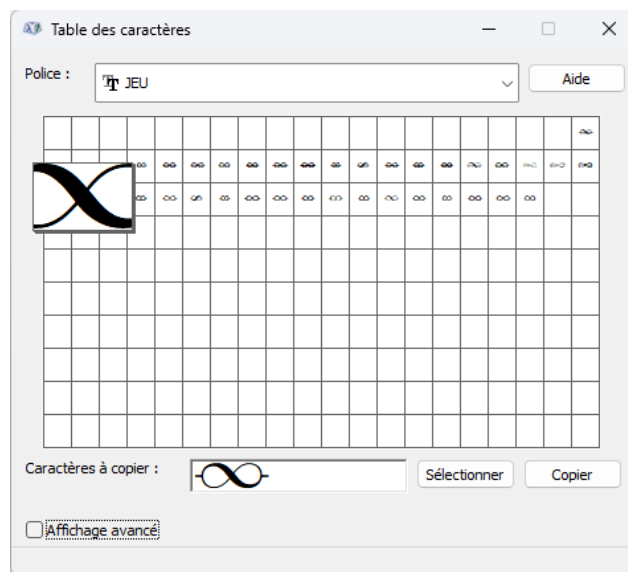 Table des caractères
Police :
JEU
Aide
Caractères à copier :
Sélectionner
Copier
Affichage avancé